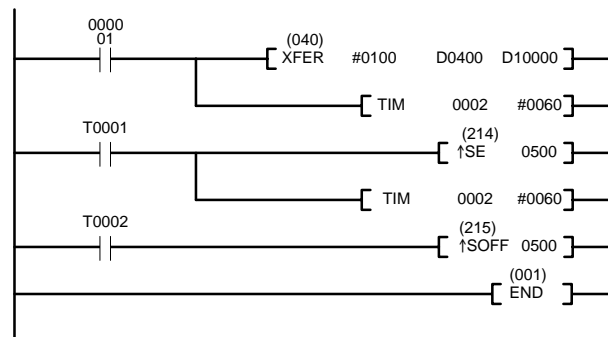 0000
01
(040)
XFER #0100 D0400 D10000
TIM 0002 #0060
T0001
(214)
↑SE 0500
TIM 0002 #0060
T0002
(215)
↑SOFF 0500
(001)
END